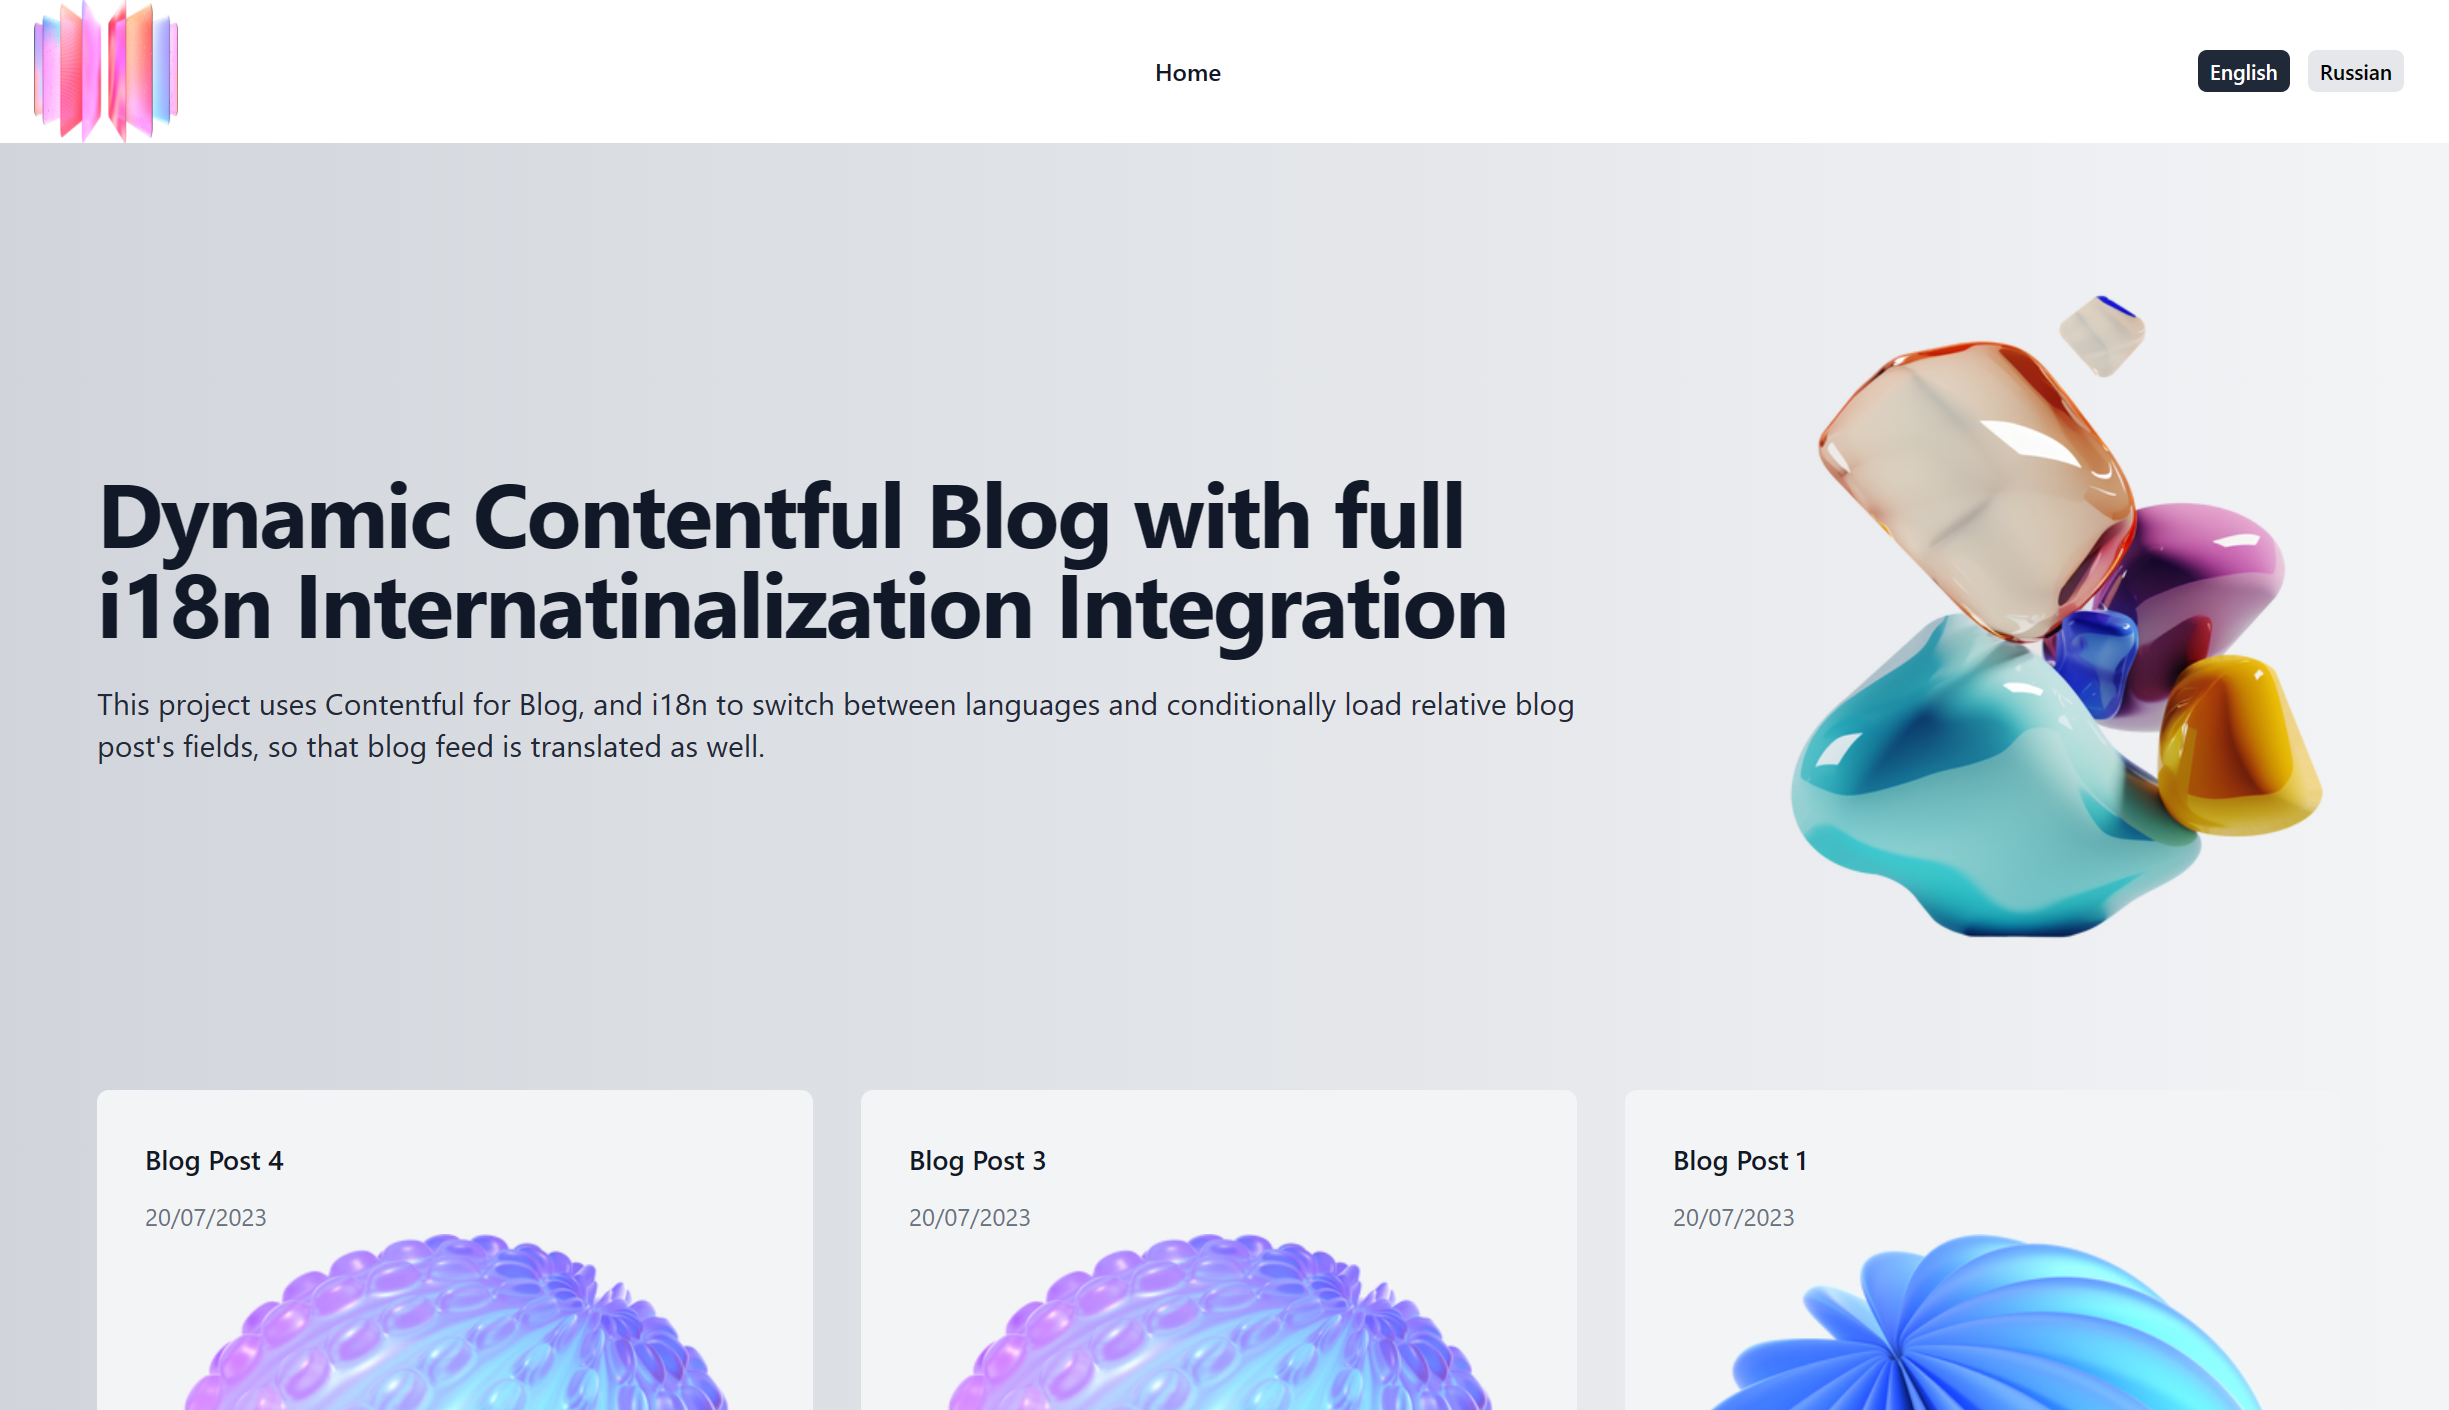 Home
English
Russian
Dynamic Contentful Blog with full
i18n Internatinalization Integration
This project uses Contentful for Blog, and i18n to switch between languages and conditionally load relative blog
post's fields, so that blog feed is translated as well.
Blog Post 4
20/07/2023
Blog Post 3
20/07/2023
Blog Post 1
20/07/2023